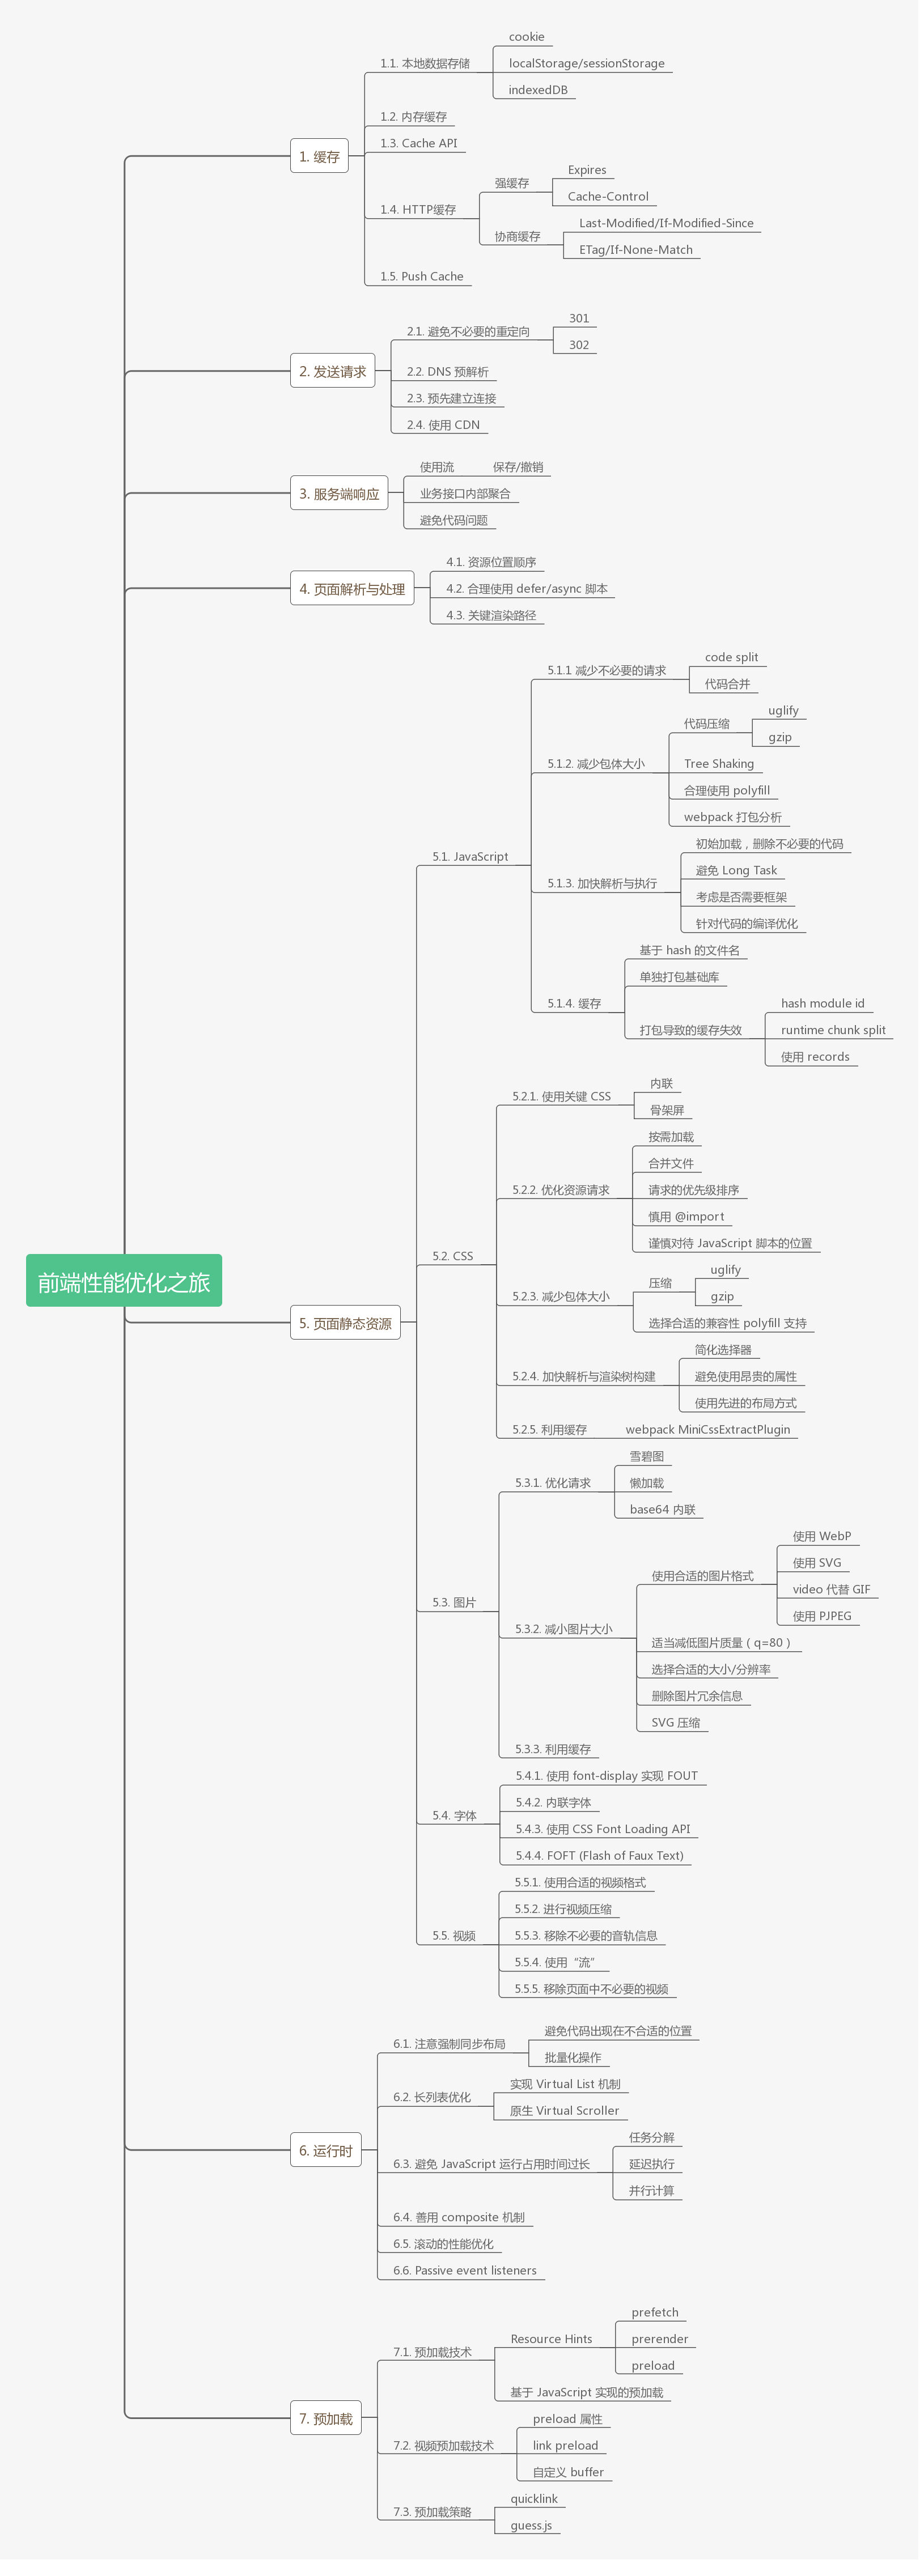 前端性能优化之旅
1. 缓存
1.1. 本地数据存储
cookie
localStorage/sessionStorage
indexedDB
1.2. 内存缓存
1.3. Cache API
1.4. HTTP缓存
强缓存
Expires
Cache-Control
协商缓存
Last-Modified/If-Modified-Since
ETag/If-None-Match
1.5. Push Cache
2. 发送请求
2.1. 避免不必要的重定向
301
302
2.2. DNS 预解析
2.3. 预先建立连接
2.4. 使用 CDN
3. 服务端响应
使用流
保存/撤销
业务接口内部聚合
避免代码问题
4. 页面解析与处理
4.1. 资源位置顺序
4.2. 合理使用 defer/async 脚本
4.3. 关键渲染路径
5. 页面静态资源
5.1. JavaScript
5.1.1 减少不必要的请求
code split
代码合并
5.1.2. 减少包体大小
代码压缩
uglify
gzip
Tree Shaking
合理使用 polyfill
webpack 打包分析
5.1.3. 加快解析与执行
初始加载，删除不必要的代码
避免 Long Task
考虑是否需要框架
针对代码的编译优化
5.1.4. 缓存
基于 hash 的文件名
单独打包基础库
打包导致的缓存失效
hash module id
runtime chunk split
使用 records
5.2. CSS
5.2.1. 使用关键 CSS
内联
骨架屏
5.2.2. 优化资源请求
按需加载
合并文件
请求的优先级排序
慎用 @import
谨慎对待 JavaScript 脚本的位置
5.2.3. 减少包体大小
压缩
uglify
gzip
选择合适的兼容性 polyfill 支持
5.2.4. 加快解析与渲染树构建
简化选择器
避免使用昂贵的属性
使用先进的布局方式
5.2.5. 利用缓存
webpack MiniCssExtractPlugin
5.3. 图片
5.3.1. 优化请求
雪碧图
懒加载
base64 内联
5.3.2. 减小图片大小
使用合适的图片格式
使用 WebP
使用 SVG
video 代替 GIF
使用 PJPEG
适当减低图片质量（q=80）
选择合适的大小/分辨率
删除图片冗余信息
SVG 压缩
5.3.3. 利用缓存
5.4. 字体
5.4.1. 使用 font-display 实现 FOUT
5.4.2. 内联字体
5.4.3. 使用 CSS Font Loading API
5.4.4. FOFT (Flash of Faux Text)
5.5. 视频
5.5.1. 使用合适的视频格式
5.5.2. 进行视频压缩
5.5.3. 移除不必要的音轨信息
5.5.4. 使用“流”
5.5.5. 移除页面中不必要的视频
6. 运行时
6.1. 注意强制同步布局
避免代码出现在不合适的位置
批量化操作
6.2. 长列表优化
实现 Virtual List 机制
原生 Virtual Scroller
6.3. 避免 JavaScript 运行占用时间过长
任务分解
延迟执行
并行计算
6.4. 善用 composite 机制
6.5. 滚动的性能优化
6.6. Passive event listeners
7. 预加载
7.1. 预加载技术
Resource Hints
prefetch
prerender
preload
基于 JavaScript 实现的预加载
7.2. 视频预加载技术
preload 属性
link preload
自定义 buffer
7.3. 预加载策略
quicklink
guess.js